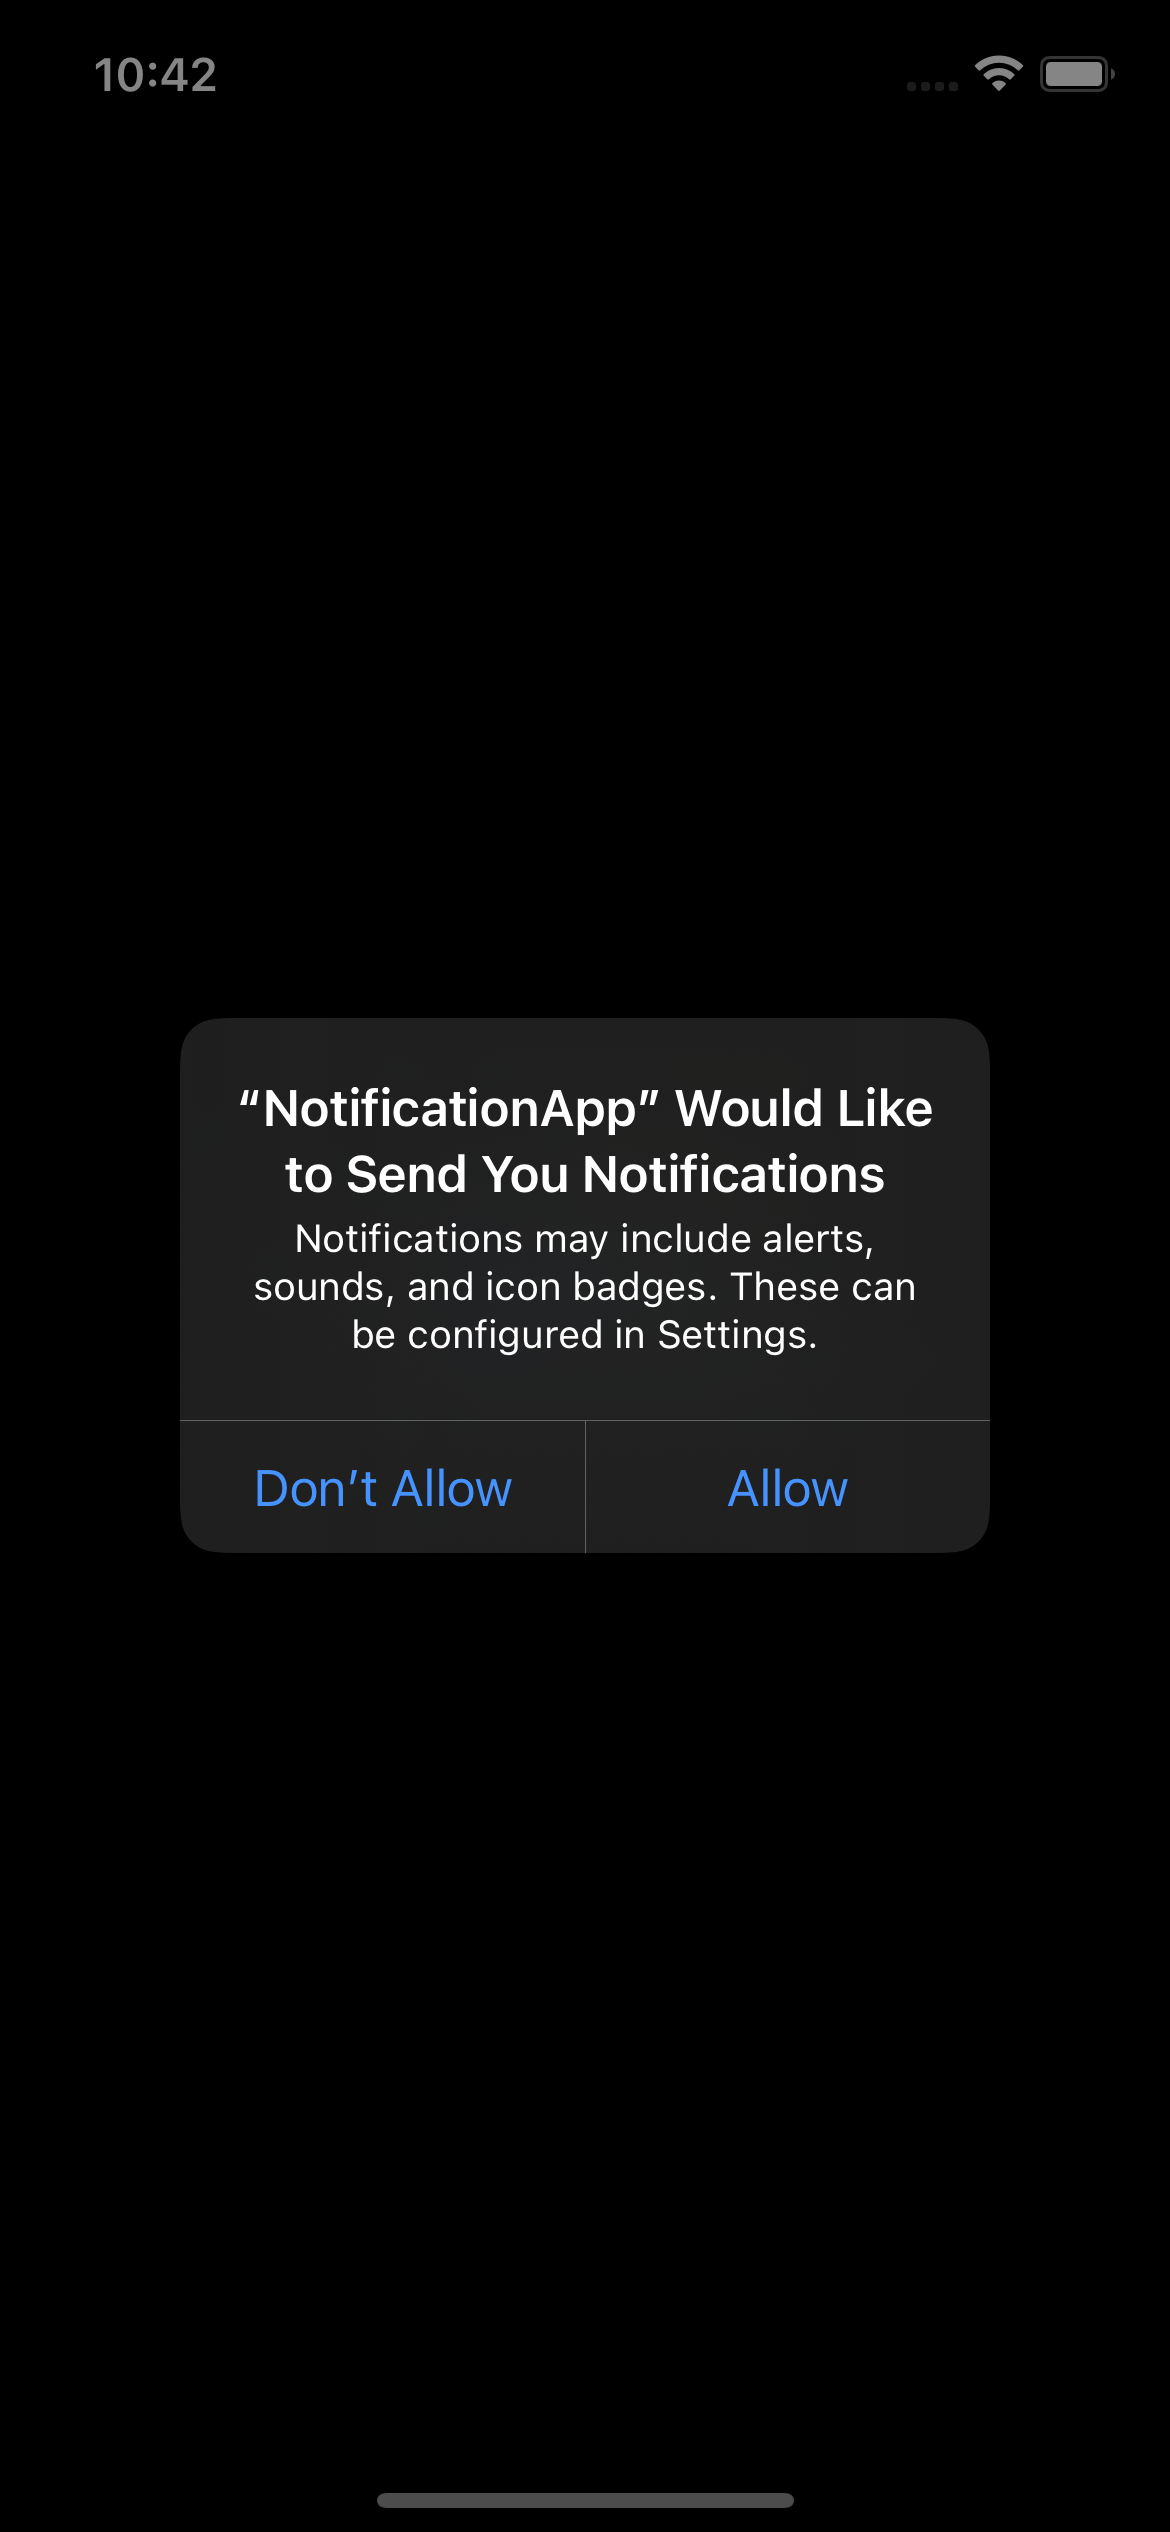 10:42
“NotificationApp” Would Like
to Send You Notifications
Notifications may include alerts,
sounds, and icon badges. These can
be configured in Settings.
Don’t Allow
Allow